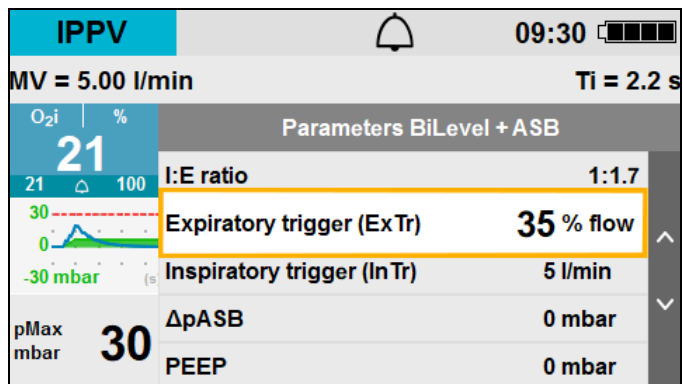 IPPV
09:30
MV = 5.00 l/min
Ti = 2.2 s
O₂i %
21
21 100
Parameters BiLevel + ASB
I:E ratio 1:1.7
Expiratory trigger (ExTr) 35 % flow
Inspiratory trigger (InTr) 5 l/min
ΔpASB 0 mbar
PEEP 0 mbar
30
0
-30 mbar (s
pMax
mbar 30